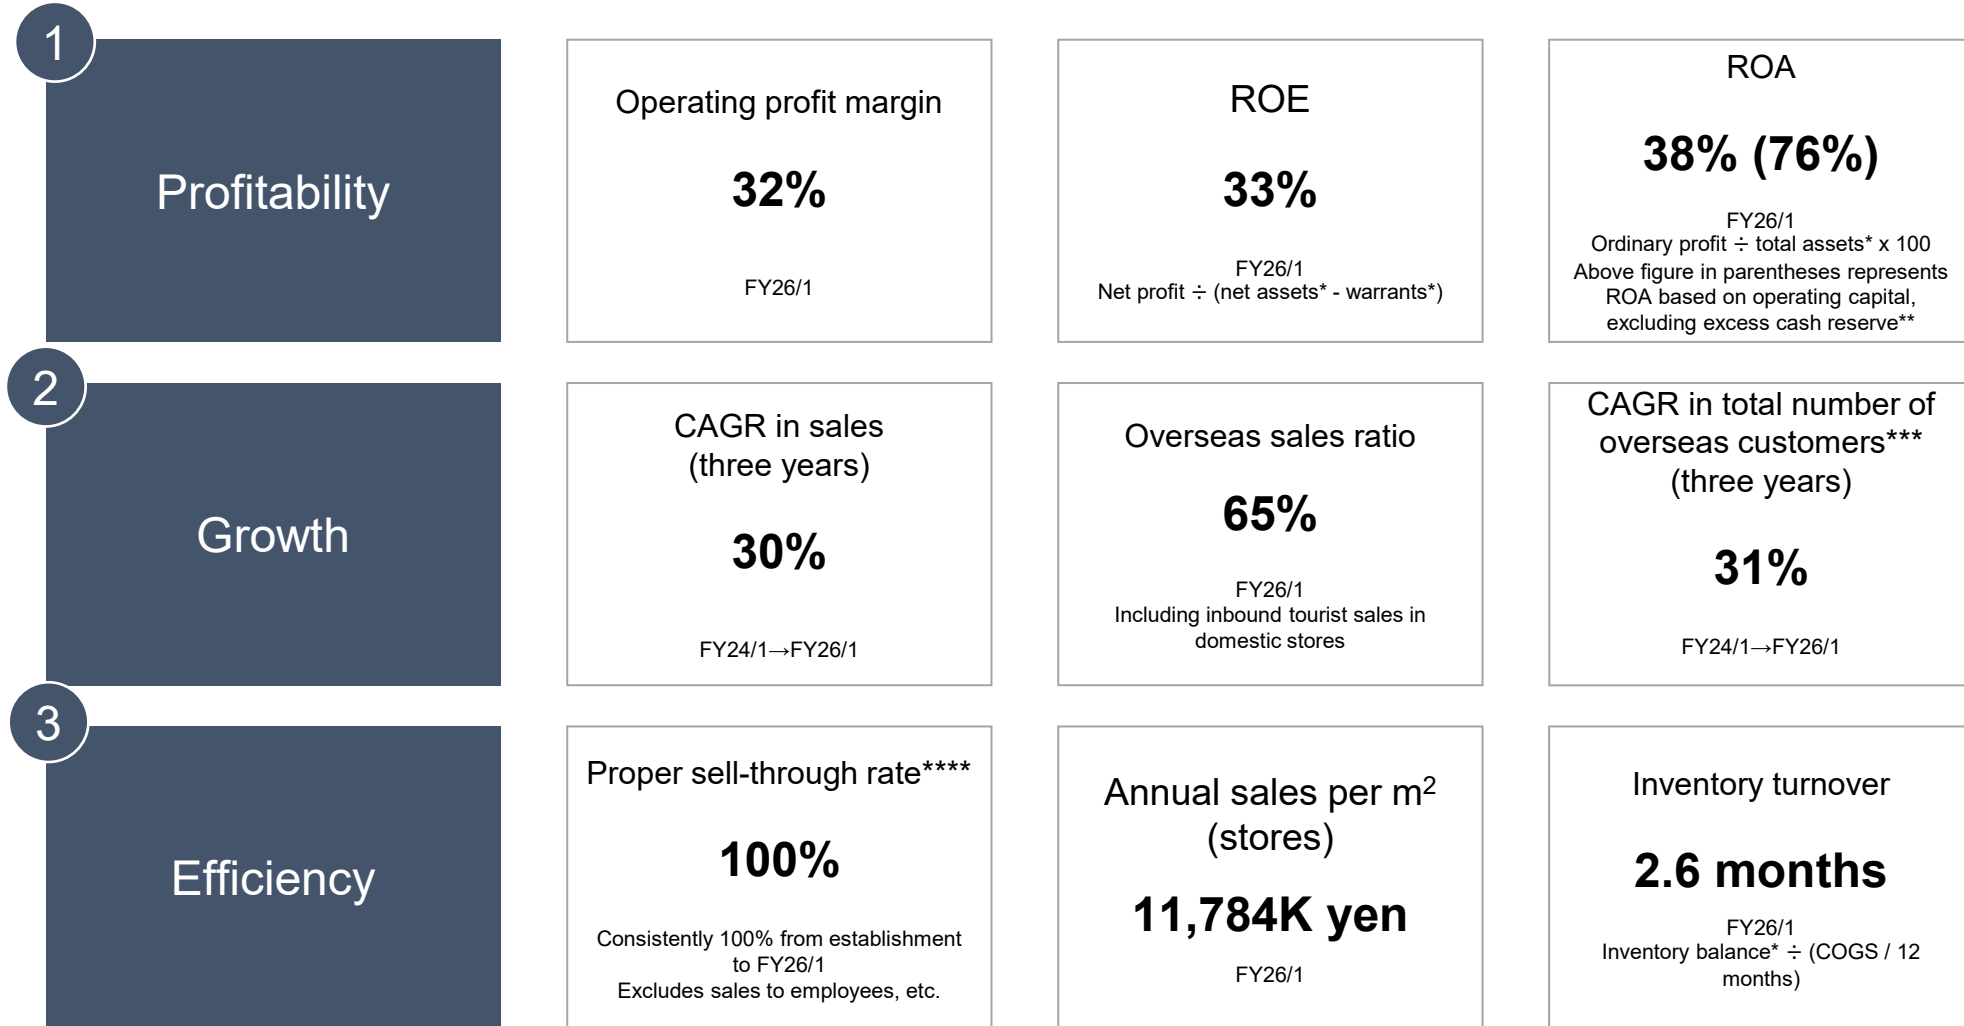 1
Profitability
Operating profit margin
32%
FY26/1
ROE
33%
FY26/1
Net profit ÷ (net assets* - warrants*)
ROA
38% (76%)
FY26/1
Ordinary profit ÷ total assets* x 100
Above figure in parentheses represents
ROA based on operating capital,
excluding excess cash reserve**
2
Growth
CAGR in sales
(three years)
30%
FY24/1→FY26/1
Overseas sales ratio
65%
FY26/1
Including inbound tourist sales in
domestic stores
CAGR in total number of
overseas customers***
(three years)
31%
FY24/1→FY26/1
3
Efficiency
Proper sell-through rate****
100%
Consistently 100% from establishment
to FY26/1
Excludes sales to employees, etc.
Annual sales per m²
(stores)
11,784K yen
FY26/1
Inventory turnover
2.6 months
FY26/1
Inventory balance* ÷ (COGS / 12
months)